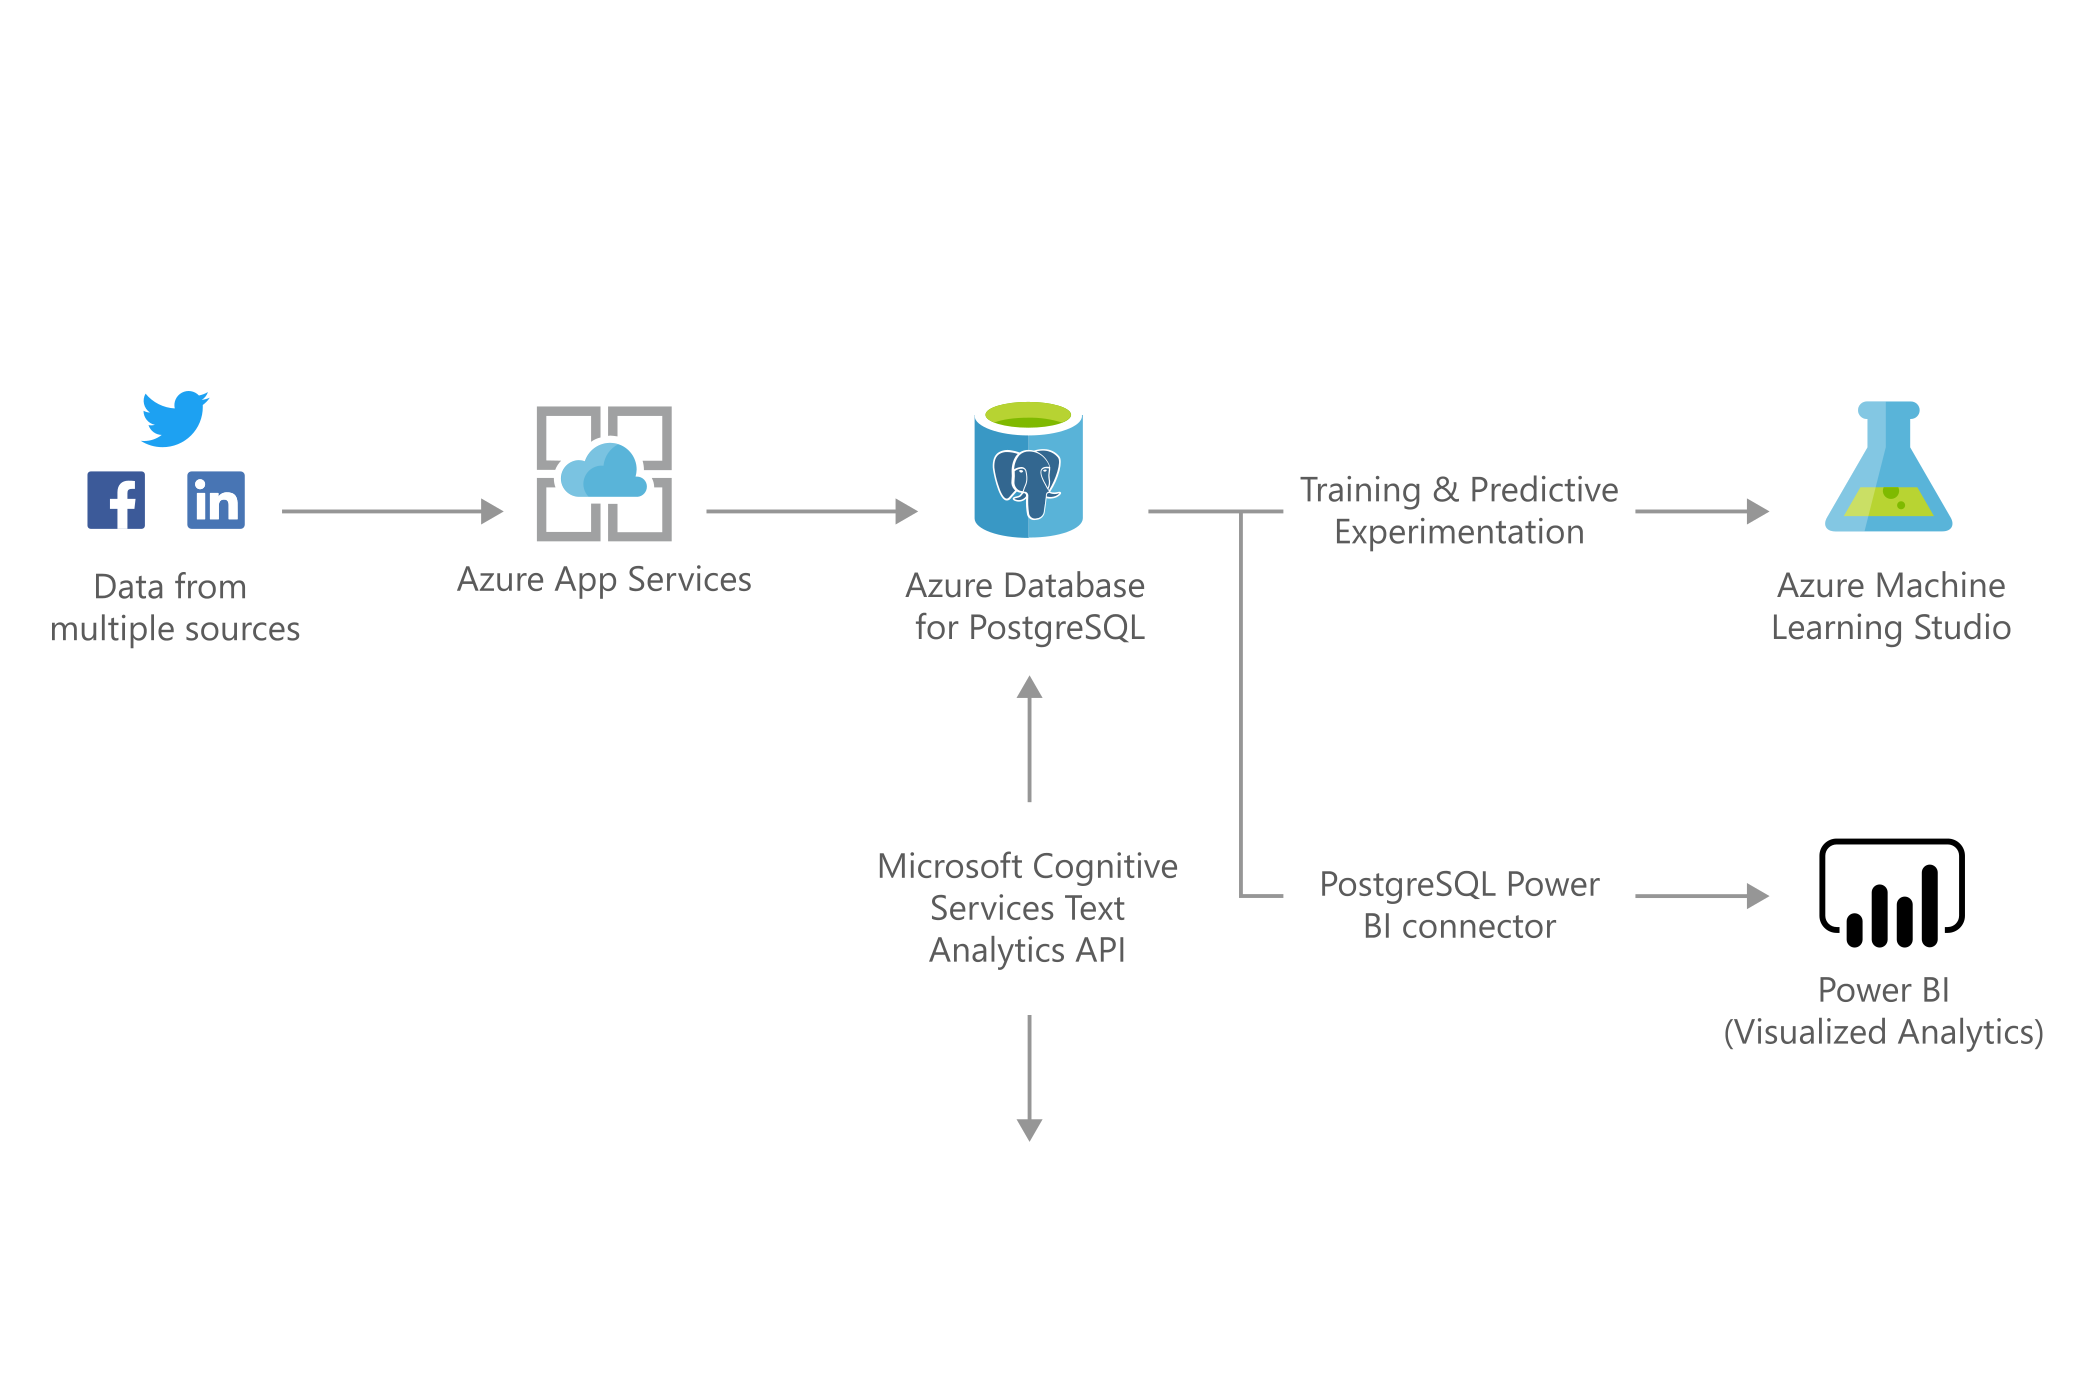 Data from
multiple sources
Azure App Services
Azure Database
for PostgreSQL
Training & Predictive
Experimentation
Azure Machine
Learning Studio
Microsoft Cognitive
Services Text
Analytics API
PostgreSQL Power
BI connector
Power BI
(Visualized Analytics)